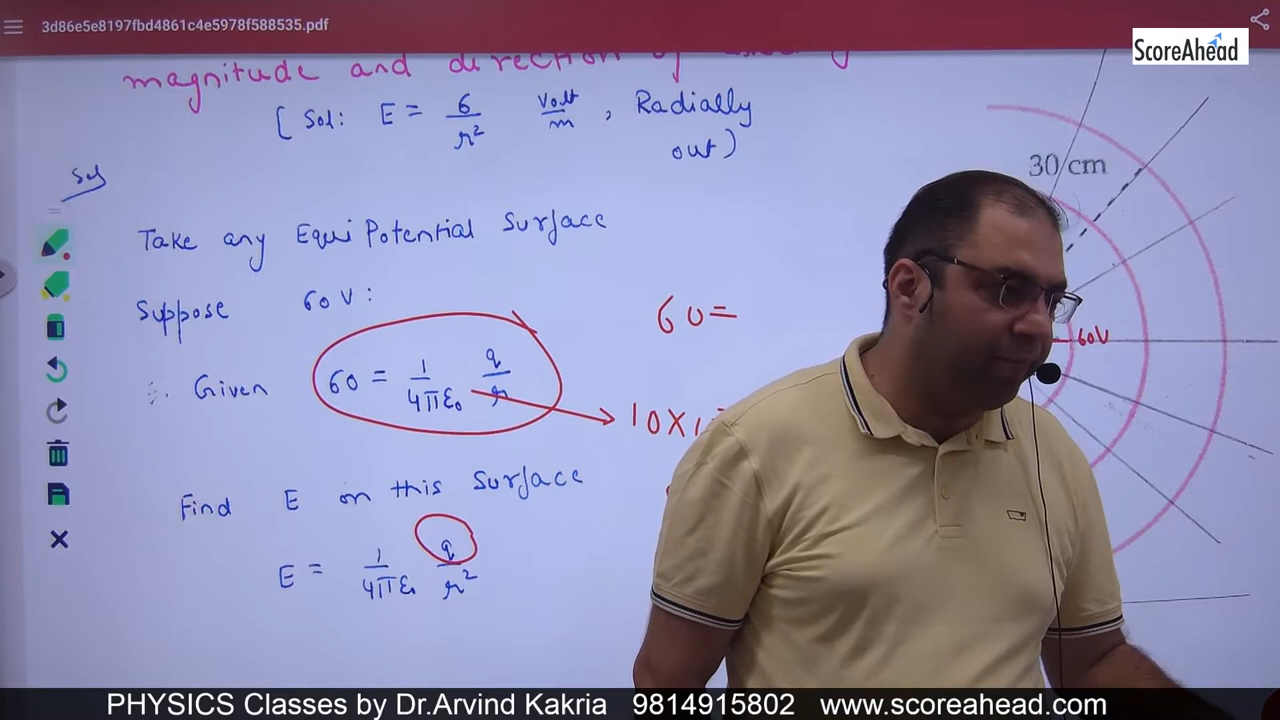 3d86e5e8197fbd4861c4e5978f588535.pdf
ScoreAhead
magnitude and direction of
[ Sol: E = 6/r² Volt/m , Radially out)
30 cm
Sol
Take any Equi Potential Surface
Suppose 60 V :
60 =
60V
∴ Given 60 = 1/4πε₀ q/r
10 x 1
Find E on this Surface
E = 1/4πε₀ q/r²
PHYSICS Classes by Dr.Arvind Kakria 9814915802 www.scoreahead.com